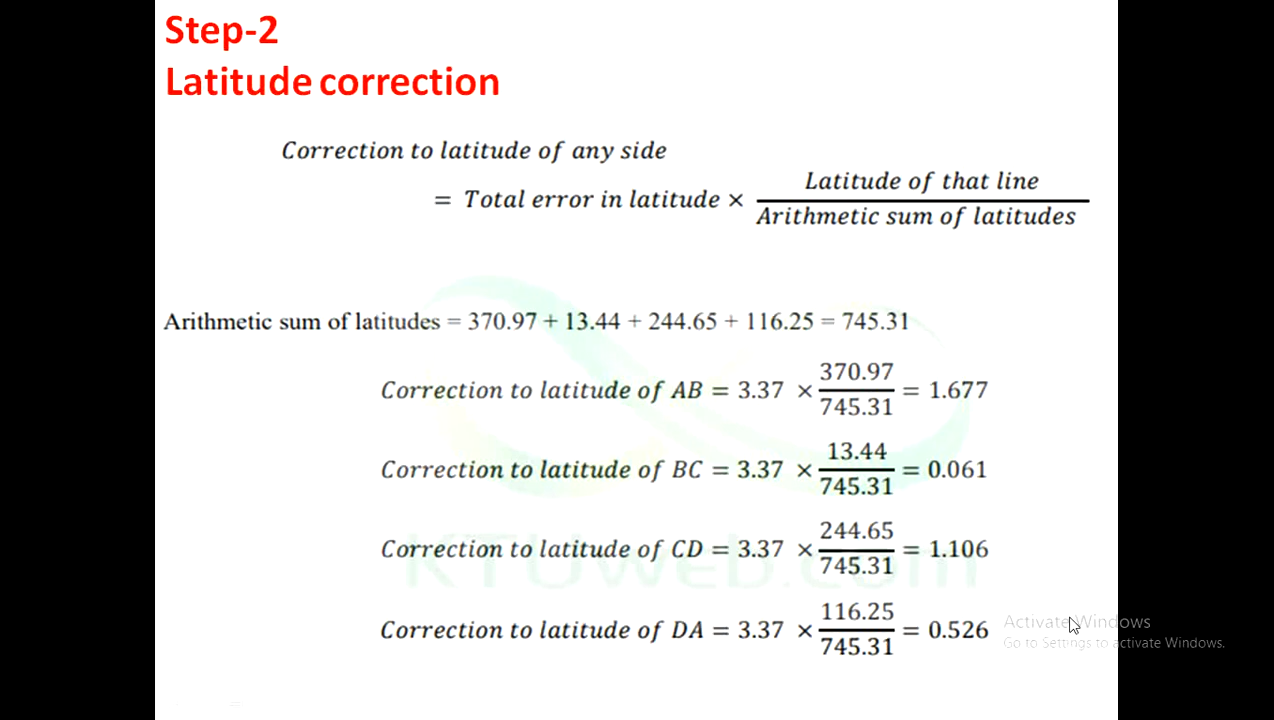 Step-2
Latitude correction
Correction to latitude of any side
= Total error in latitude × Latitude of that line / Arithmetic sum of latitudes
Arithmetic sum of latitudes = 370.97 + 13.44 + 244.65 + 116.25 = 745.31
Correction to latitude of AB = 3.37 × 370.97 / 745.31 = 1.677
Correction to latitude of BC = 3.37 × 13.44 / 745.31 = 0.061
Correction to latitude of CD = 3.37 × 244.65 / 745.31 = 1.106
KTUweb.com
Correction to latitude of DA = 3.37 × 116.25 / 745.31 = 0.526
Activate Windows
Go to Settings to activate Windows.